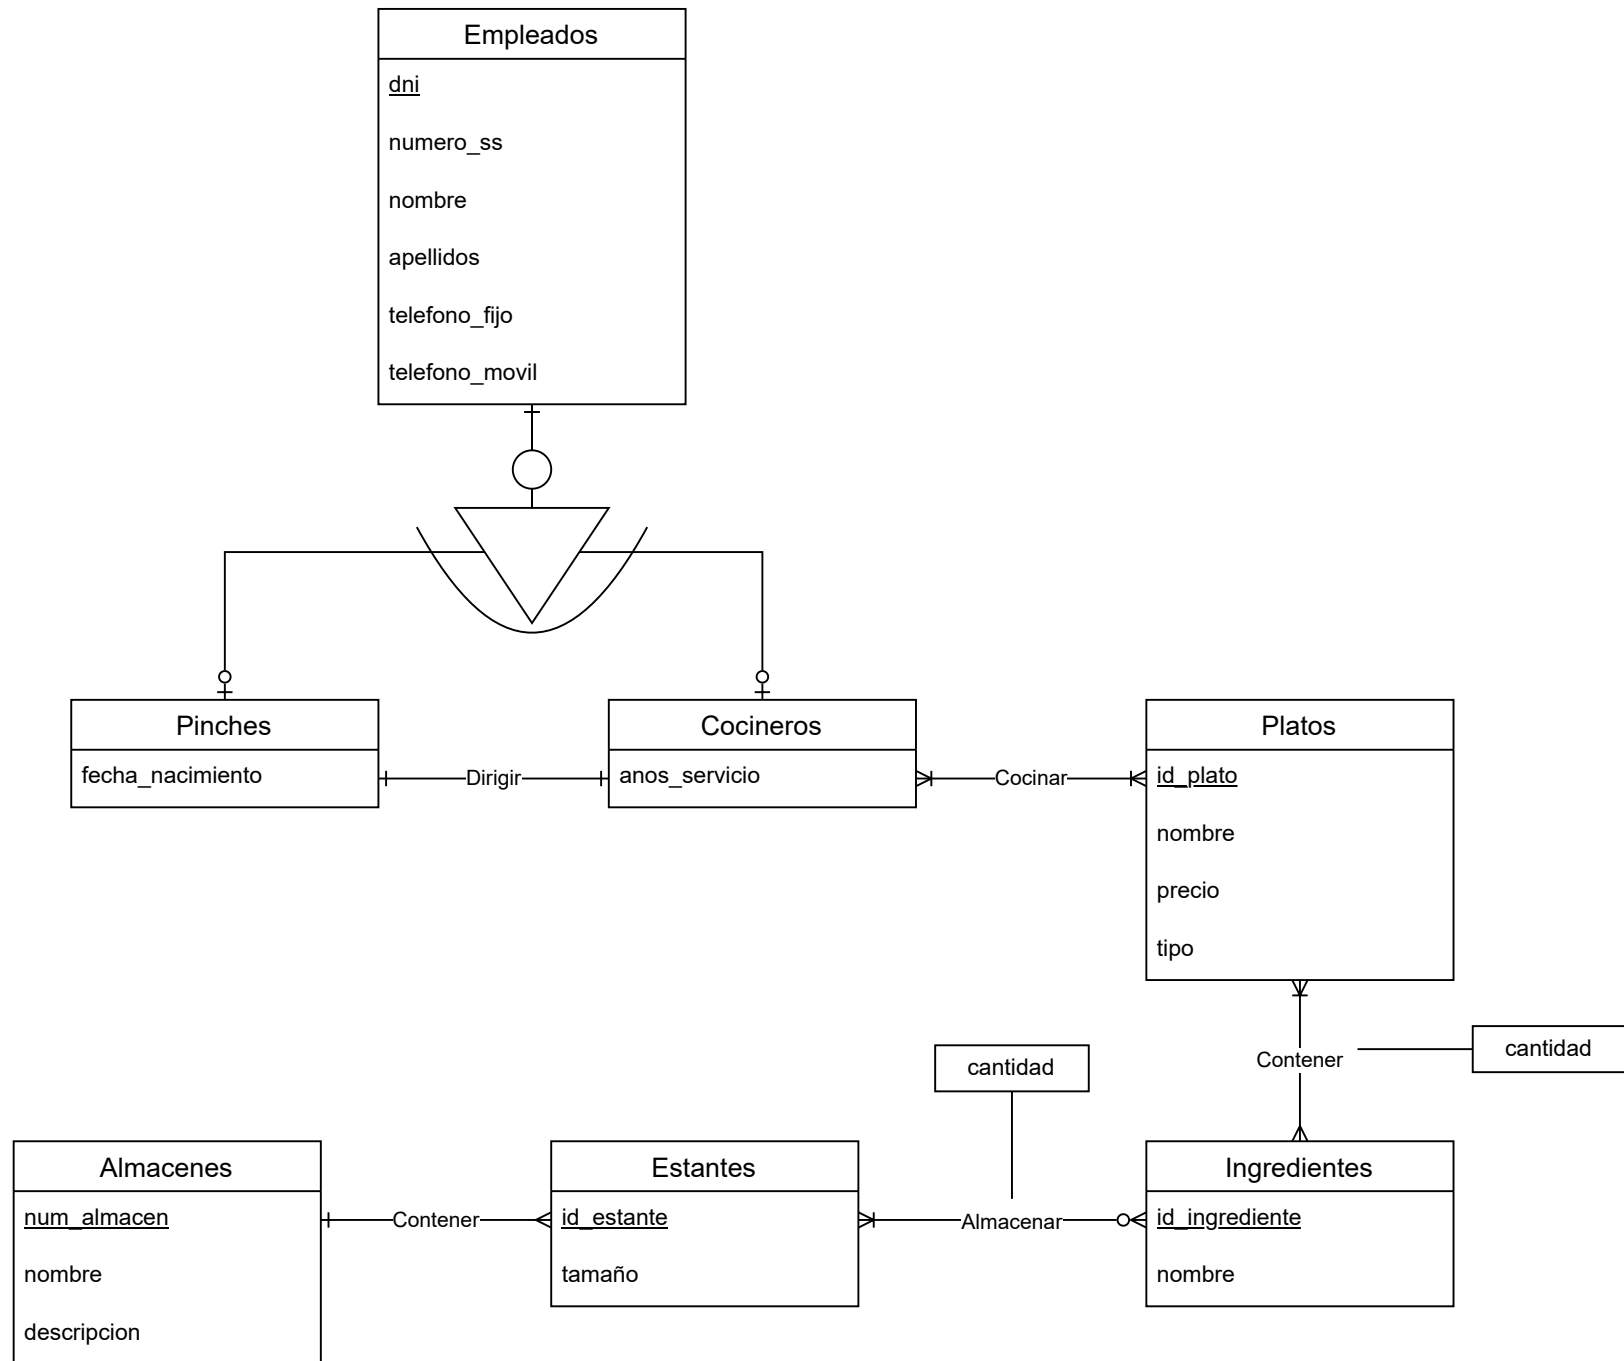 Empleados
dni
numero_ss
nombre
apellidos
telefono_fijo
telefono_movil
Pinches
fecha_nacimiento
Dirigir
Cocineros
anos_servicio
Cocinar
Platos
id_plato
nombre
precio
tipo
Contener
cantidad
cantidad
Almacenes
num_almacen
nombre
descripcion
Contener
Estantes
id_estante
tamaño
Almacenar
Ingredientes
id_ingrediente
nombre